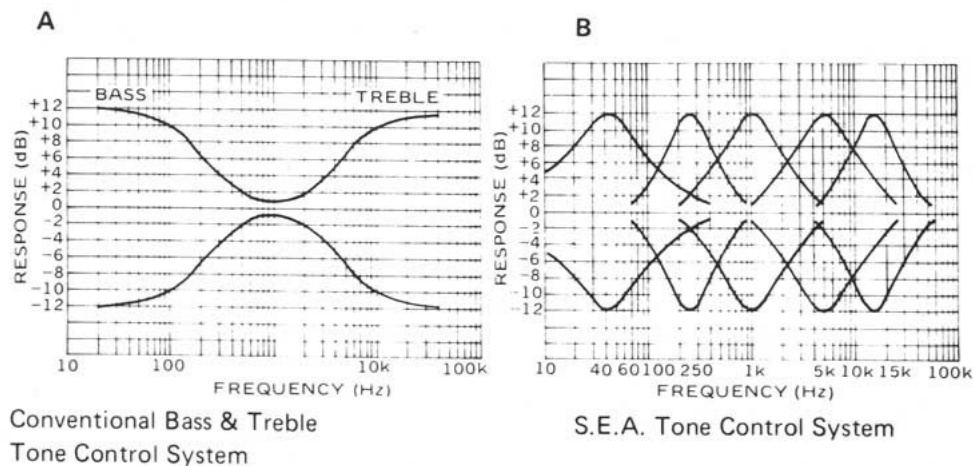 A
BASS
TREBLE
RESPONSE (dB)
+12
+10
+8
+6
+4
+2
0
-2
-4
-6
-8
-10
-12
10 100 10k 100k
FREQUENCY (Hz)
Conventional Bass & Treble
Tone Control System
B
RESPONSE (dB)
+12
+10
+8
+6
+4
+2
0
-2
-4
-6
-8
-10
-12
10 40 60 100 250 1k 5k 10k 15k 100k
FREQUENCY (Hz)
S.E.A. Tone Control System